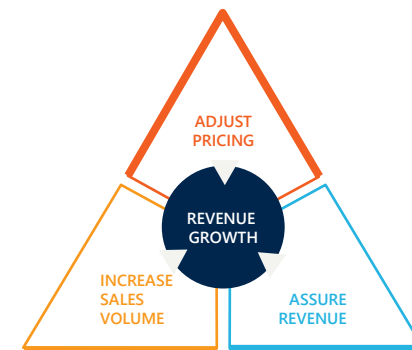 ADJUST
PRICING
REVENUE
GROWTH
INCREASE
SALES
VOLUME
ASSURE
REVENUE